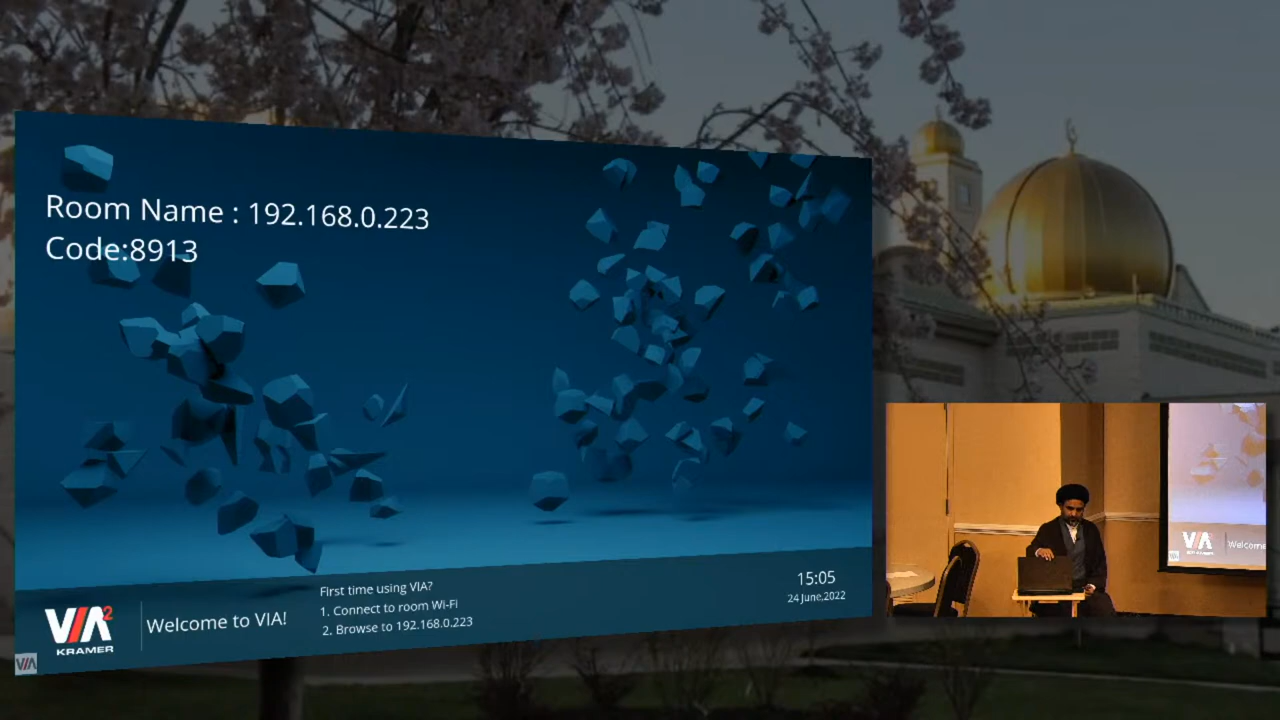 Room Name : 192.168.0.223
Code:8913
VIA²
KRAMER
Welcome to VIA!
First time using VIA?
1. Connect to room Wi-Fi
2. Browse to 192.168.0.223
15:05
24 June,2022
VIA
VIA
Welcome